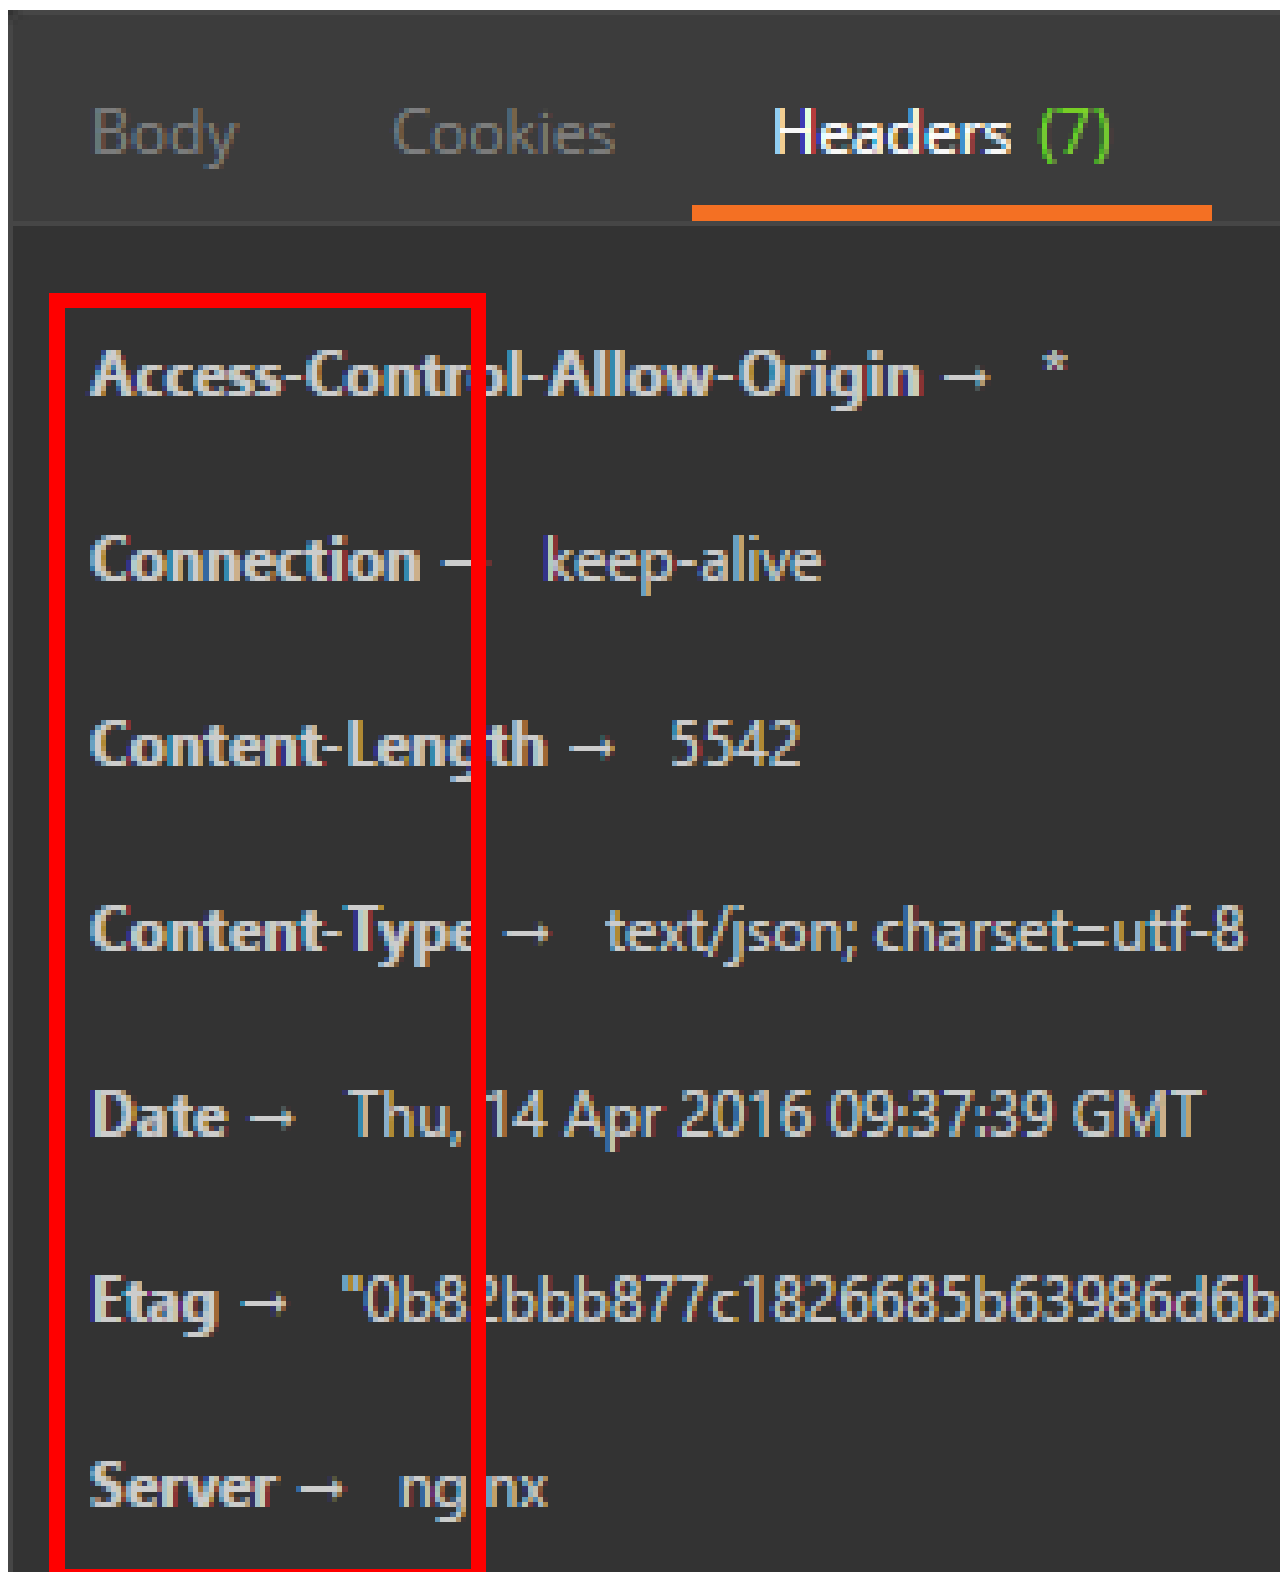 Body Cookies Headers (7)
Access-Control-Allow-Origin → *
Connection → keep-alive
Content-Length → 5542
Content-Type → text/json; charset=utf-8
Date → Thu, 14 Apr 2016 09:37:39 GMT
Etag → "0b82bbb877c1826685b63986d6b
Server → nginx